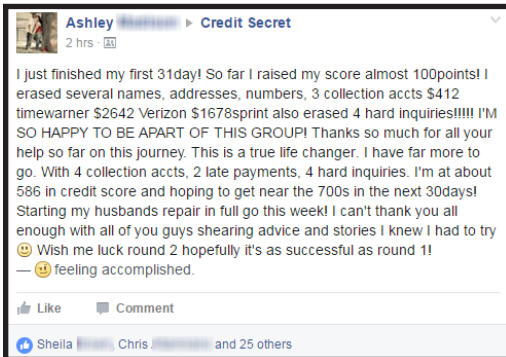 Ashley ▸ Credit Secret
2 hrs ·
I just finished my first 31day! So far I raised my score almost 100points! I
erased several names, addresses, numbers, 3 collection accts $412
timewarner $2642 Verizon $1678sprint also erased 4 hard inquiries!!!!! I'M
SO HAPPY TO BE APART OF THIS GROUP! Thanks so much for all your
help so far on this journey. This is a true life changer. I have far more to
go. With 4 collection accts, 2 late payments, 4 hard inquiries. I'm at about
586 in credit score and hoping to get near the 700s in the next 30days!
Starting my husbands repair in full go this week! I can't thank you all
enough with all of you guys shearing advice and stories I knew I had to try
🙂 Wish me luck round 2 hopefully it's as successful as round 1!
— 😉 feeling accomplished.
Like Comment
Sheila , Chris and 25 others